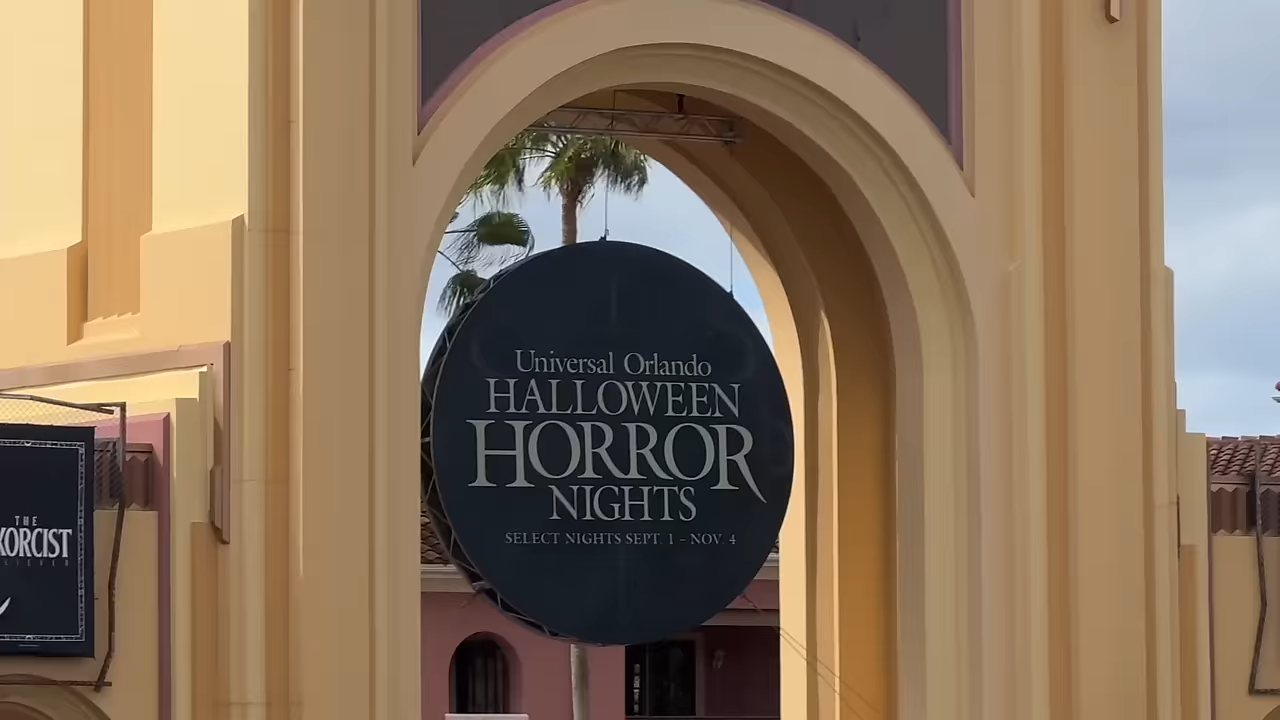 Universal Orlando
HALLOWEEN
HORROR
NIGHTS
SELECT NIGHTS SEPT. 1 - NOV. 4
THE
XORCIST